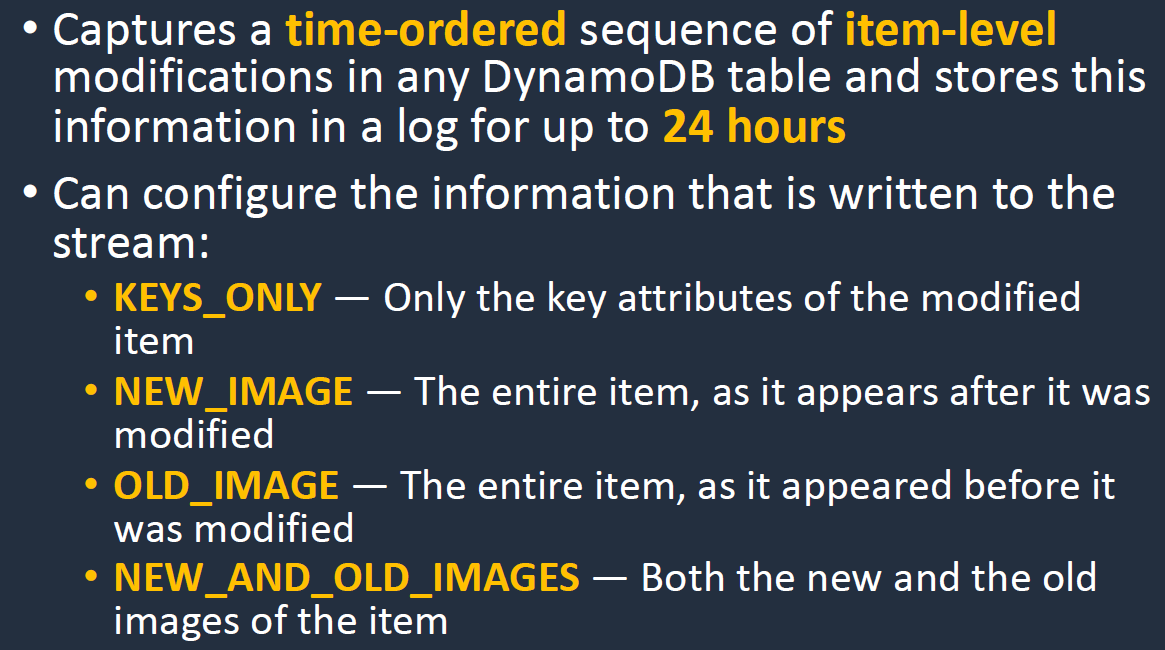 • Captures a time-ordered sequence of item-level
modifications in any DynamoDB table and stores this
information in a log for up to 24 hours
• Can configure the information that is written to the
stream:
• KEYS_ONLY — Only the key attributes of the modified
item
• NEW_IMAGE — The entire item, as it appears after it was
modified
• OLD_IMAGE — The entire item, as it appeared before it
was modified
• NEW_AND_OLD_IMAGES — Both the new and the old
images of the item